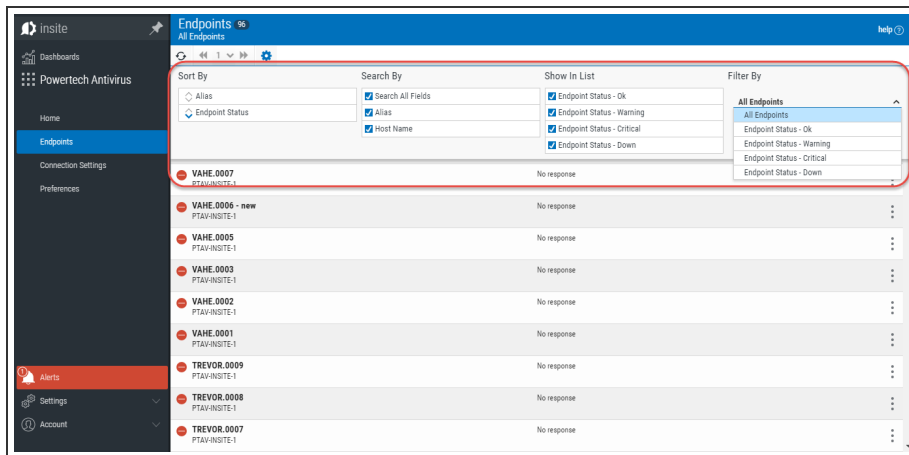 insite
Endpoints 96
All Endpoints
help ?
Dashboards
1
Powertech Antivirus
Home
Endpoints
Connection Settings
Preferences
Sort By
Alias
Endpoint Status
Search By
Search All Fields
Alias
Host Name
Show In List
Endpoint Status - Ok
Endpoint Status - Warning
Endpoint Status - Critical
Endpoint Status - Down
Filter By
All Endpoints
All Endpoints
Endpoint Status - Ok
Endpoint Status - Warning
Endpoint Status - Critical
Endpoint Status - Down
VAHE.0007 No response
PTAV-INSITE-1
VAHE.0006 - new No response
PTAV-INSITE-1
VAHE.0005 No response
PTAV-INSITE-1
VAHE.0003 No response
PTAV-INSITE-1
VAHE.0002 No response
PTAV-INSITE-1
VAHE.0001 No response
PTAV-INSITE-1
TREVOR.0009 No response
PTAV-INSITE-1
TREVOR.0008 No response
PTAV-INSITE-1
TREVOR.0007 No response
PTAV-INSITE-1
1
Alerts
Settings
Account